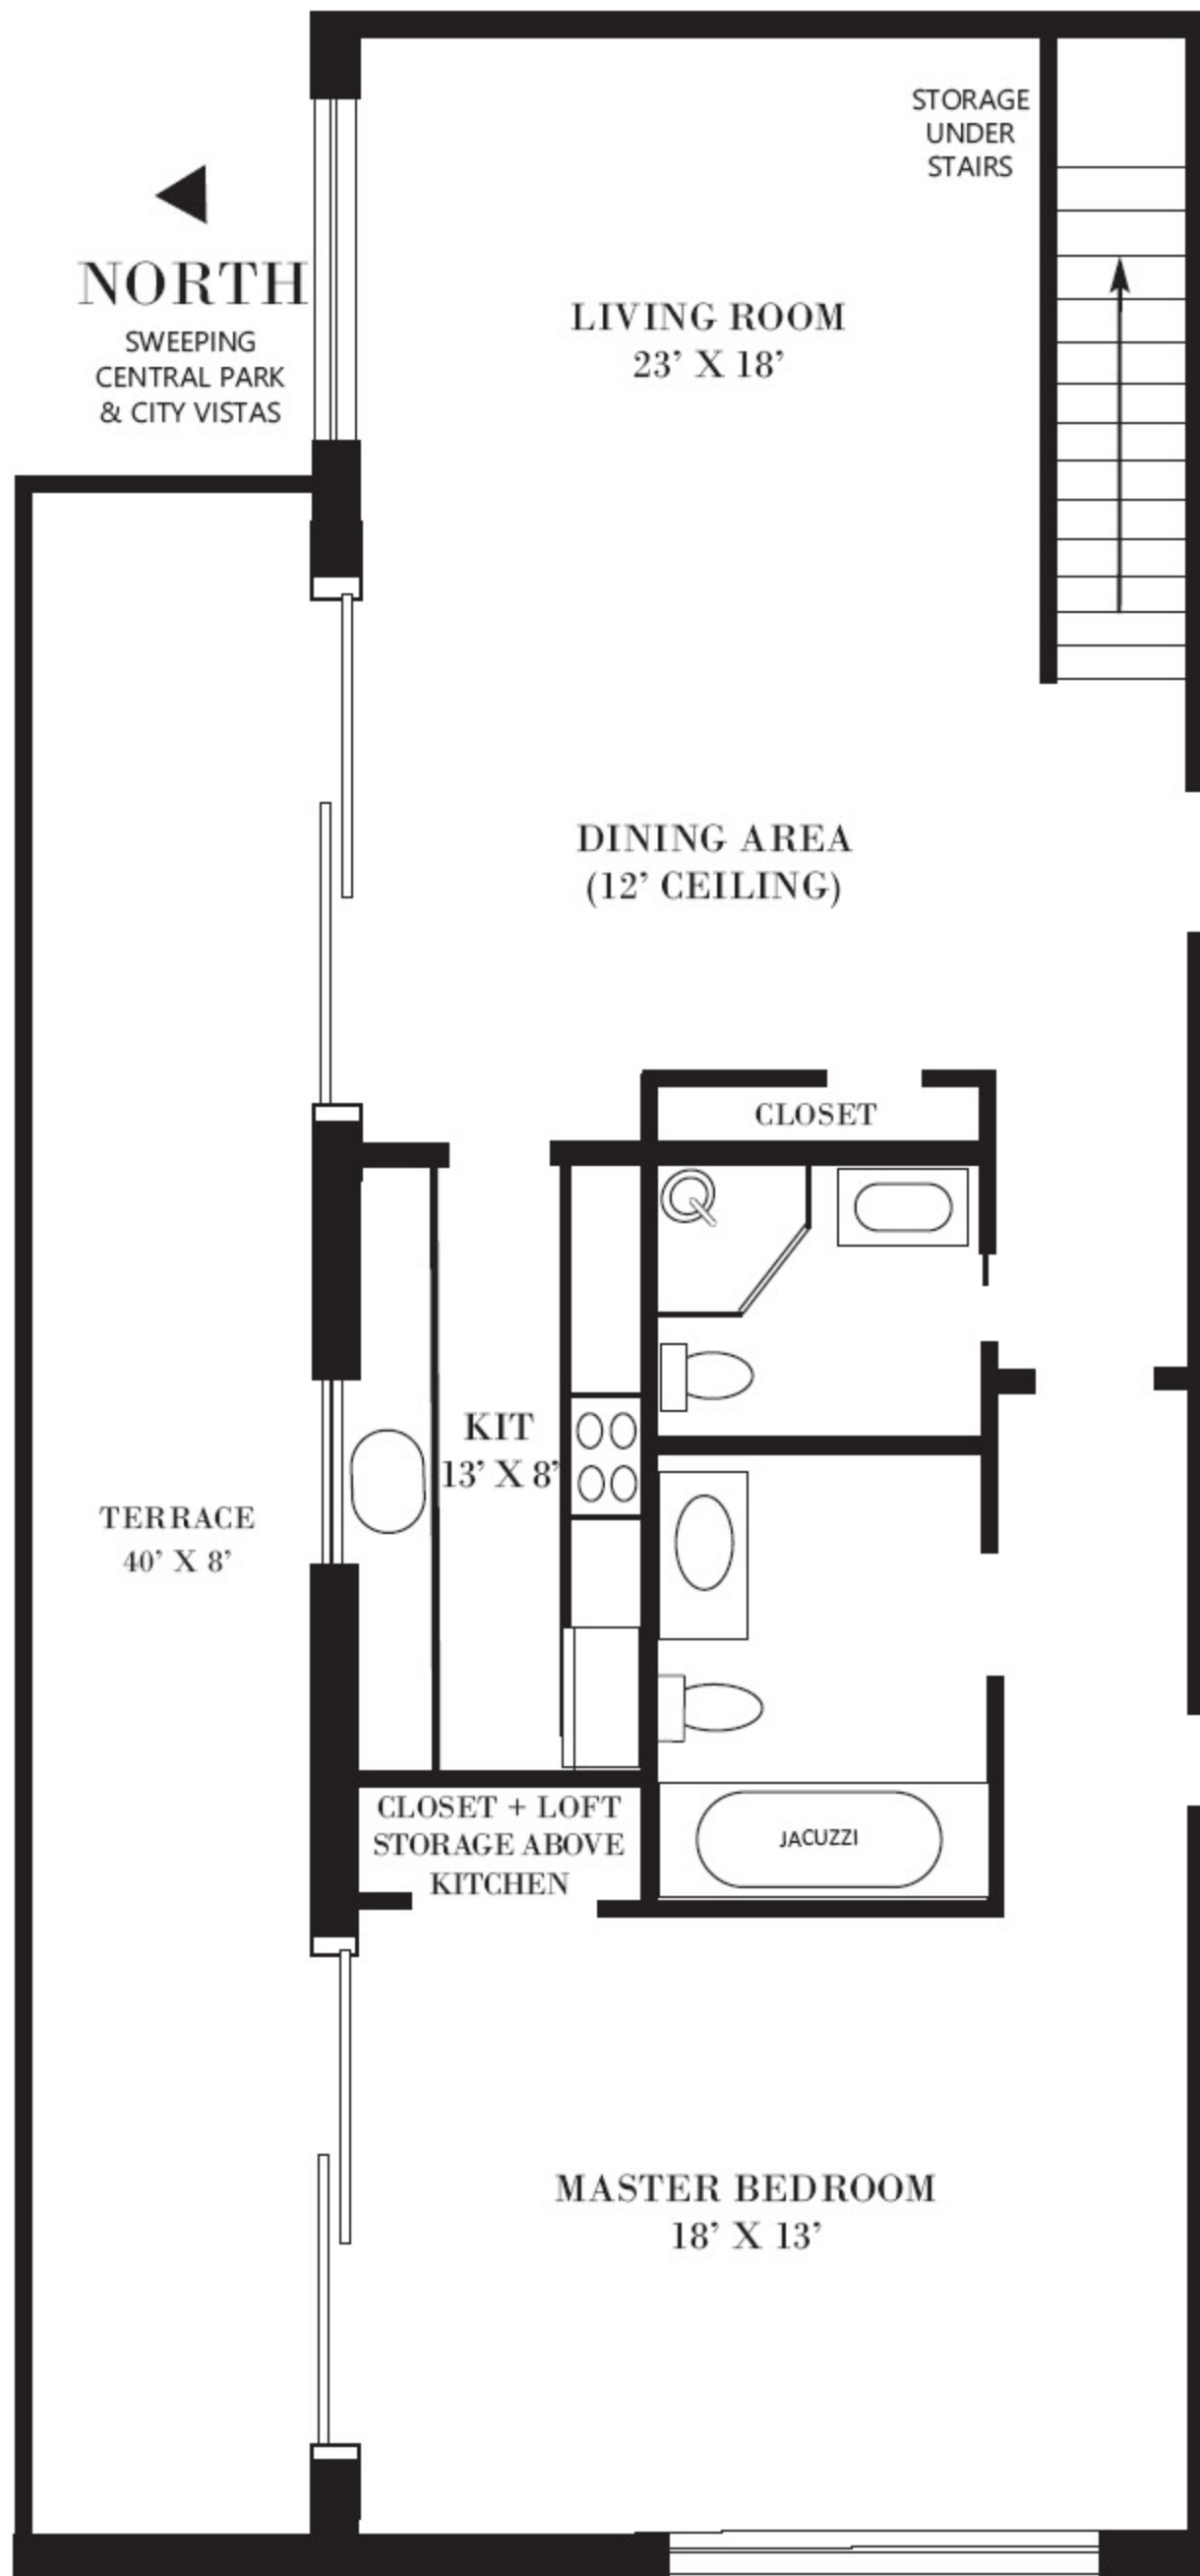 STORAGE
UNDER
STAIRS
NORTH
SWEEPING
CENTRAL PARK
& CITY VISTAS
LIVING ROOM
23’ X 18’
DINING AREA
(12’ CEILING)
CLOSET
KIT
13’ X 8’
TERRACE
40’ X 8’
CLOSET + LOFT
STORAGE ABOVE
KITCHEN
JACUZZI
MASTER BEDROOM
18’ X 13’